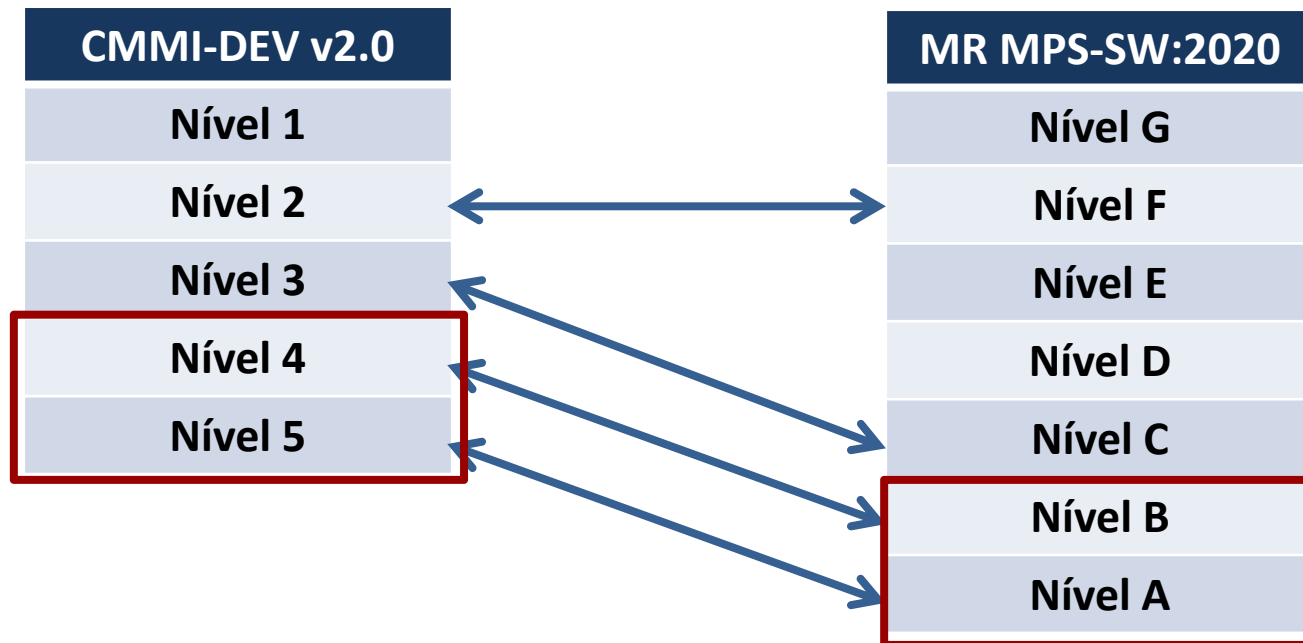 CMMI-DEV v2.0
Nível 1
Nível 2
Nível 3
Nível 4
Nível 5
MR MPS-SW:2020
Nível G
Nível F
Nível E
Nível D
Nível C
Nível B
Nível A